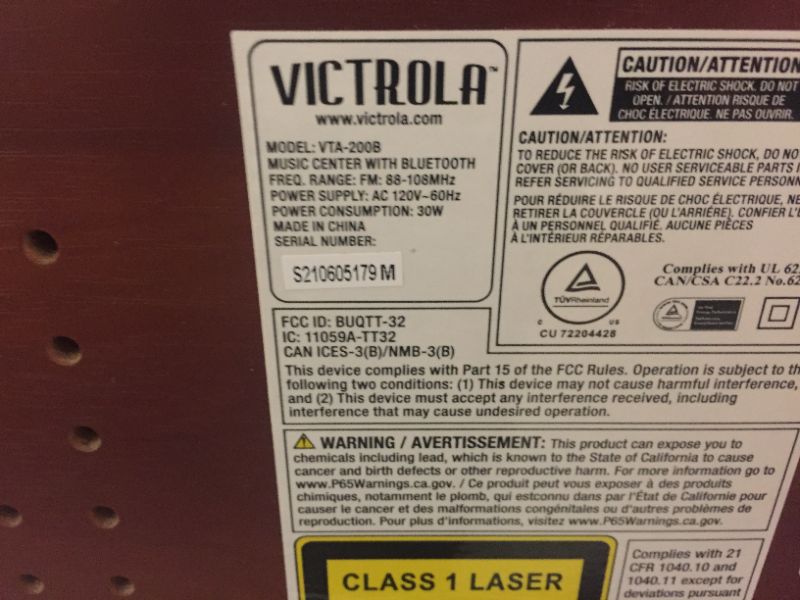 VICTROLA™
www.victrola.com
MODEL: VTA-200B
MUSIC CENTER WITH BLUETOOTH
FREQ. RANGE: FM: 88-108MHz
POWER SUPPLY: AC 120V~60Hz
POWER CONSUMPTION: 30W
MADE IN CHINA
SERIAL NUMBER:
S210605179 M
CAUTION/ATTENTION
RISK OF ELECTRIC SHOCK. DO NOT
OPEN. / ATTENTION RISQUE DE
CHOC ÉLECTRIQUE. NE PAS OUVRIR.
CAUTION/ATTENTION:
TO REDUCE THE RISK OF ELECTRIC SHOCK, DO NO
COVER (OR BACK). NO USER SERVICEABLE PARTS I
REFER SERVICING TO QUALIFIED SERVICE PERSONN
POUR RÉDUIRE LE RISQUE DE CHOC ÉLECTRIQUE, NE
RETIRER LA COUVERCLE (OU L'ARRIÉRE). CONFIER L'E
À UN PERSONNEL QUALIFIÉ. AUCUNE PIÈCES
À L'INTÉRIEUR RÉPARABLES.
TÜVRheinland
C US
CU 72204428
Complies with UL 62
CAN/CSA C22.2 No.62
FCC ID: BUQTT-32
IC: 11059A-TT32
CAN ICES-3(B)/NMB-3(B)
This device complies with Part 15 of the FCC Rules. Operation is subject to th
following two conditions: (1) This device may not cause harmful interference,
and (2) This device must accept any interference received, including
interference that may cause undesired operation.
WARNING / AVERTISSEMENT: This product can expose you to
chemicals including lead, which is known to the State of California to cause
cancer and birth defects or other reproductive harm. For more information go to
www.P65Warnings.ca.gov. / Ce produit peut vous exposer à des produits
chimiques, notamment le plomb, qui estconnu dans par l'État de Californie pour
causer le cancer et des malformations congénitales ou d'autres problèmes de
reproduction. Pour plus d'informations, visitez www.P65Warnings.ca.gov.
CLASS 1 LASER
Complies with 21
CFR 1040.10 and
1040.11 except for
deviations pursuant